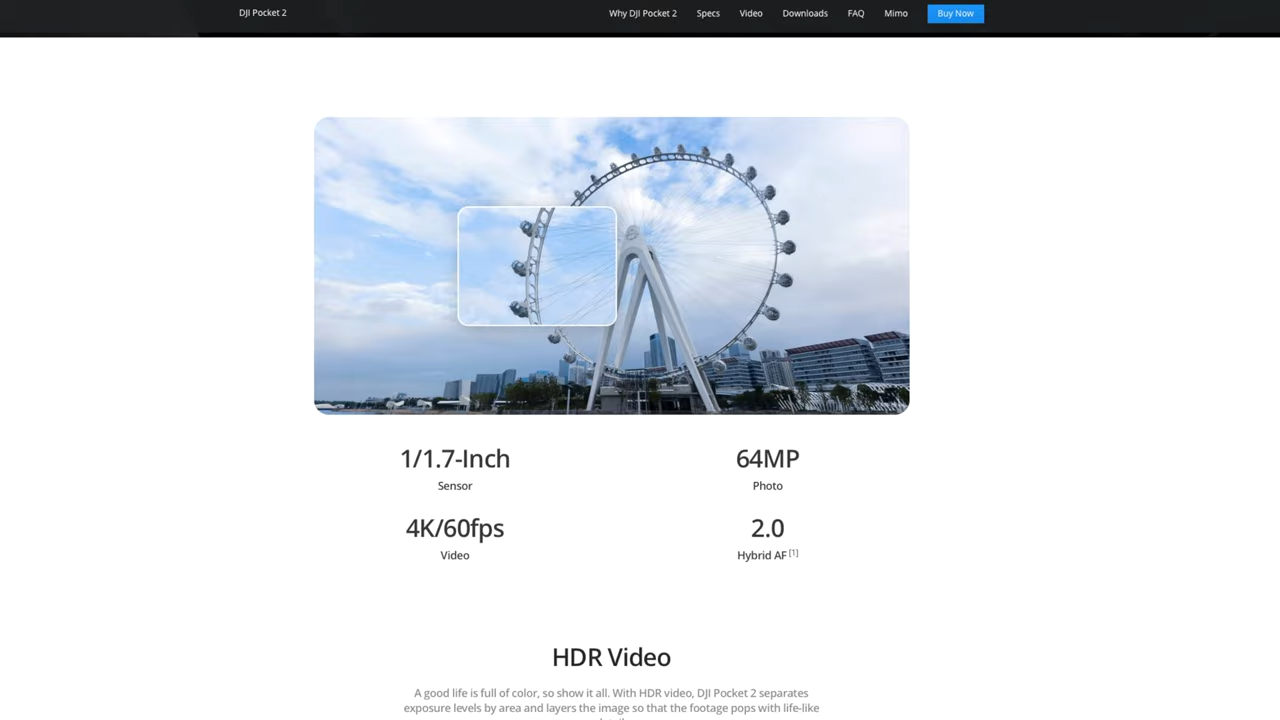 DJI Pocket 2
Why DJI Pocket 2 Specs Video Downloads FAQ Mimo Buy Now
1/1.7-Inch
Sensor
64MP
Photo
4K/60fps
Video
2.0
Hybrid AF [1]
HDR Video
A good life is full of color, so show it all. With HDR video, DJI Pocket 2 separates
exposure levels by area and layers the image so that the footage pops with life-like